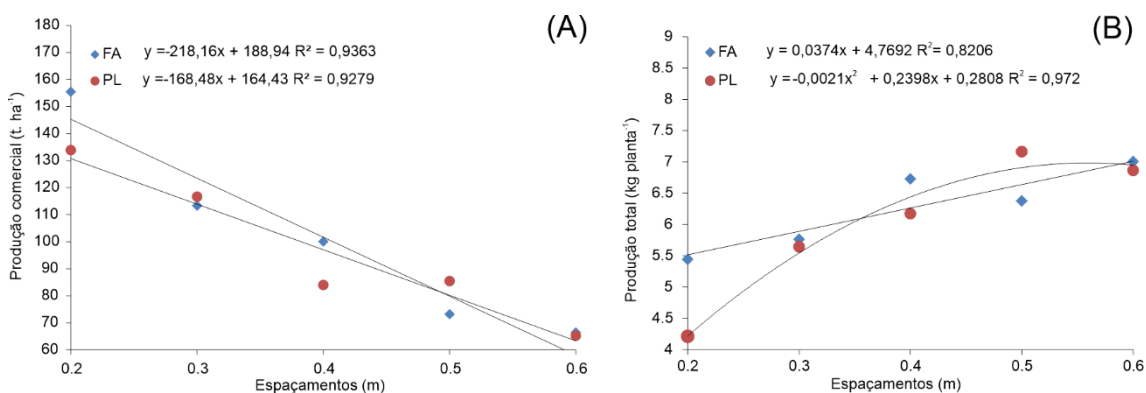 (A)
FA y =-218,16x + 188,94 R² = 0,9363
PL y=-168,48x + 164,43 R² = 0,9279
Produção comercial (t. ha⁻¹)
180
170
160
150
140
130
120
110
100
90
80
70
60
0.2 0.3 0.4 0.5 0.6
Espaçamentos (m)
(B)
FA y = 0,0374x + 4,7692 R²= 0,8206
PL y=-0,0021x² + 0,2398x + 0,2808 R² = 0,972
Produção total (kg planta⁻¹)
9
8.5
8
7.5
7
6.5
6
5.5
5
4.5
4
0.2 0.3 0.4 0.5 0.6
Espaçamentos (m)